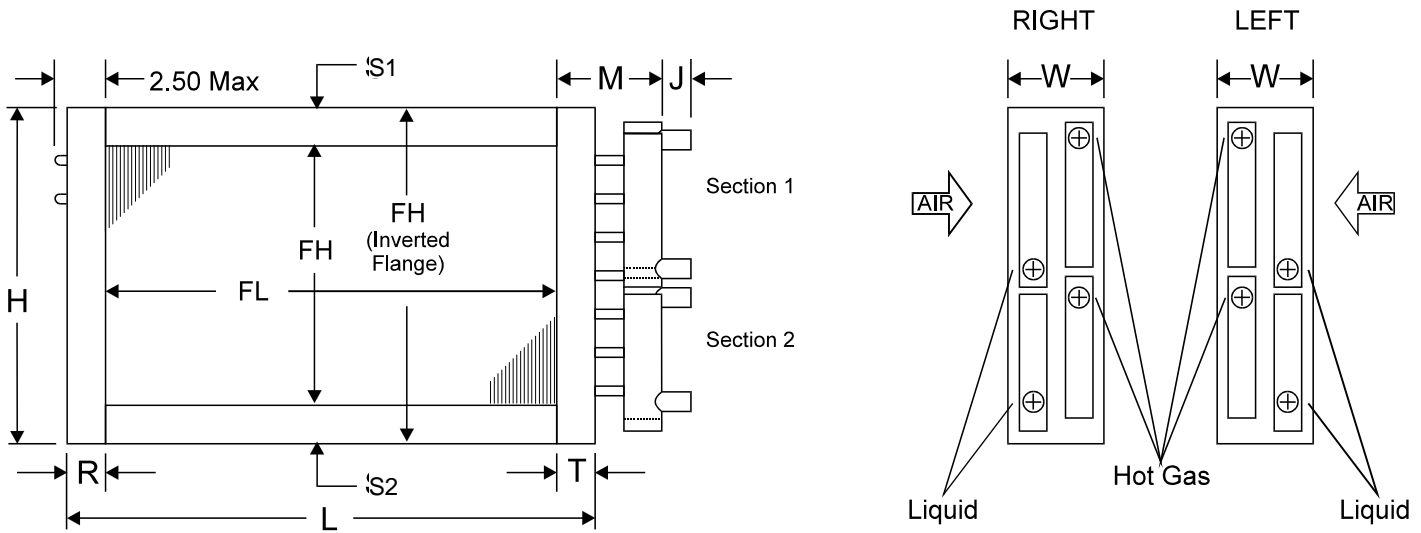 RIGHT
LEFT
2.50 Max
S1
M
J
W
W
Section 1
AIR
AIR
FH
(Inverted
Flange)
FH
FL
H
Section 2
R
T
S2
L
Hot Gas
Liquid
Liquid